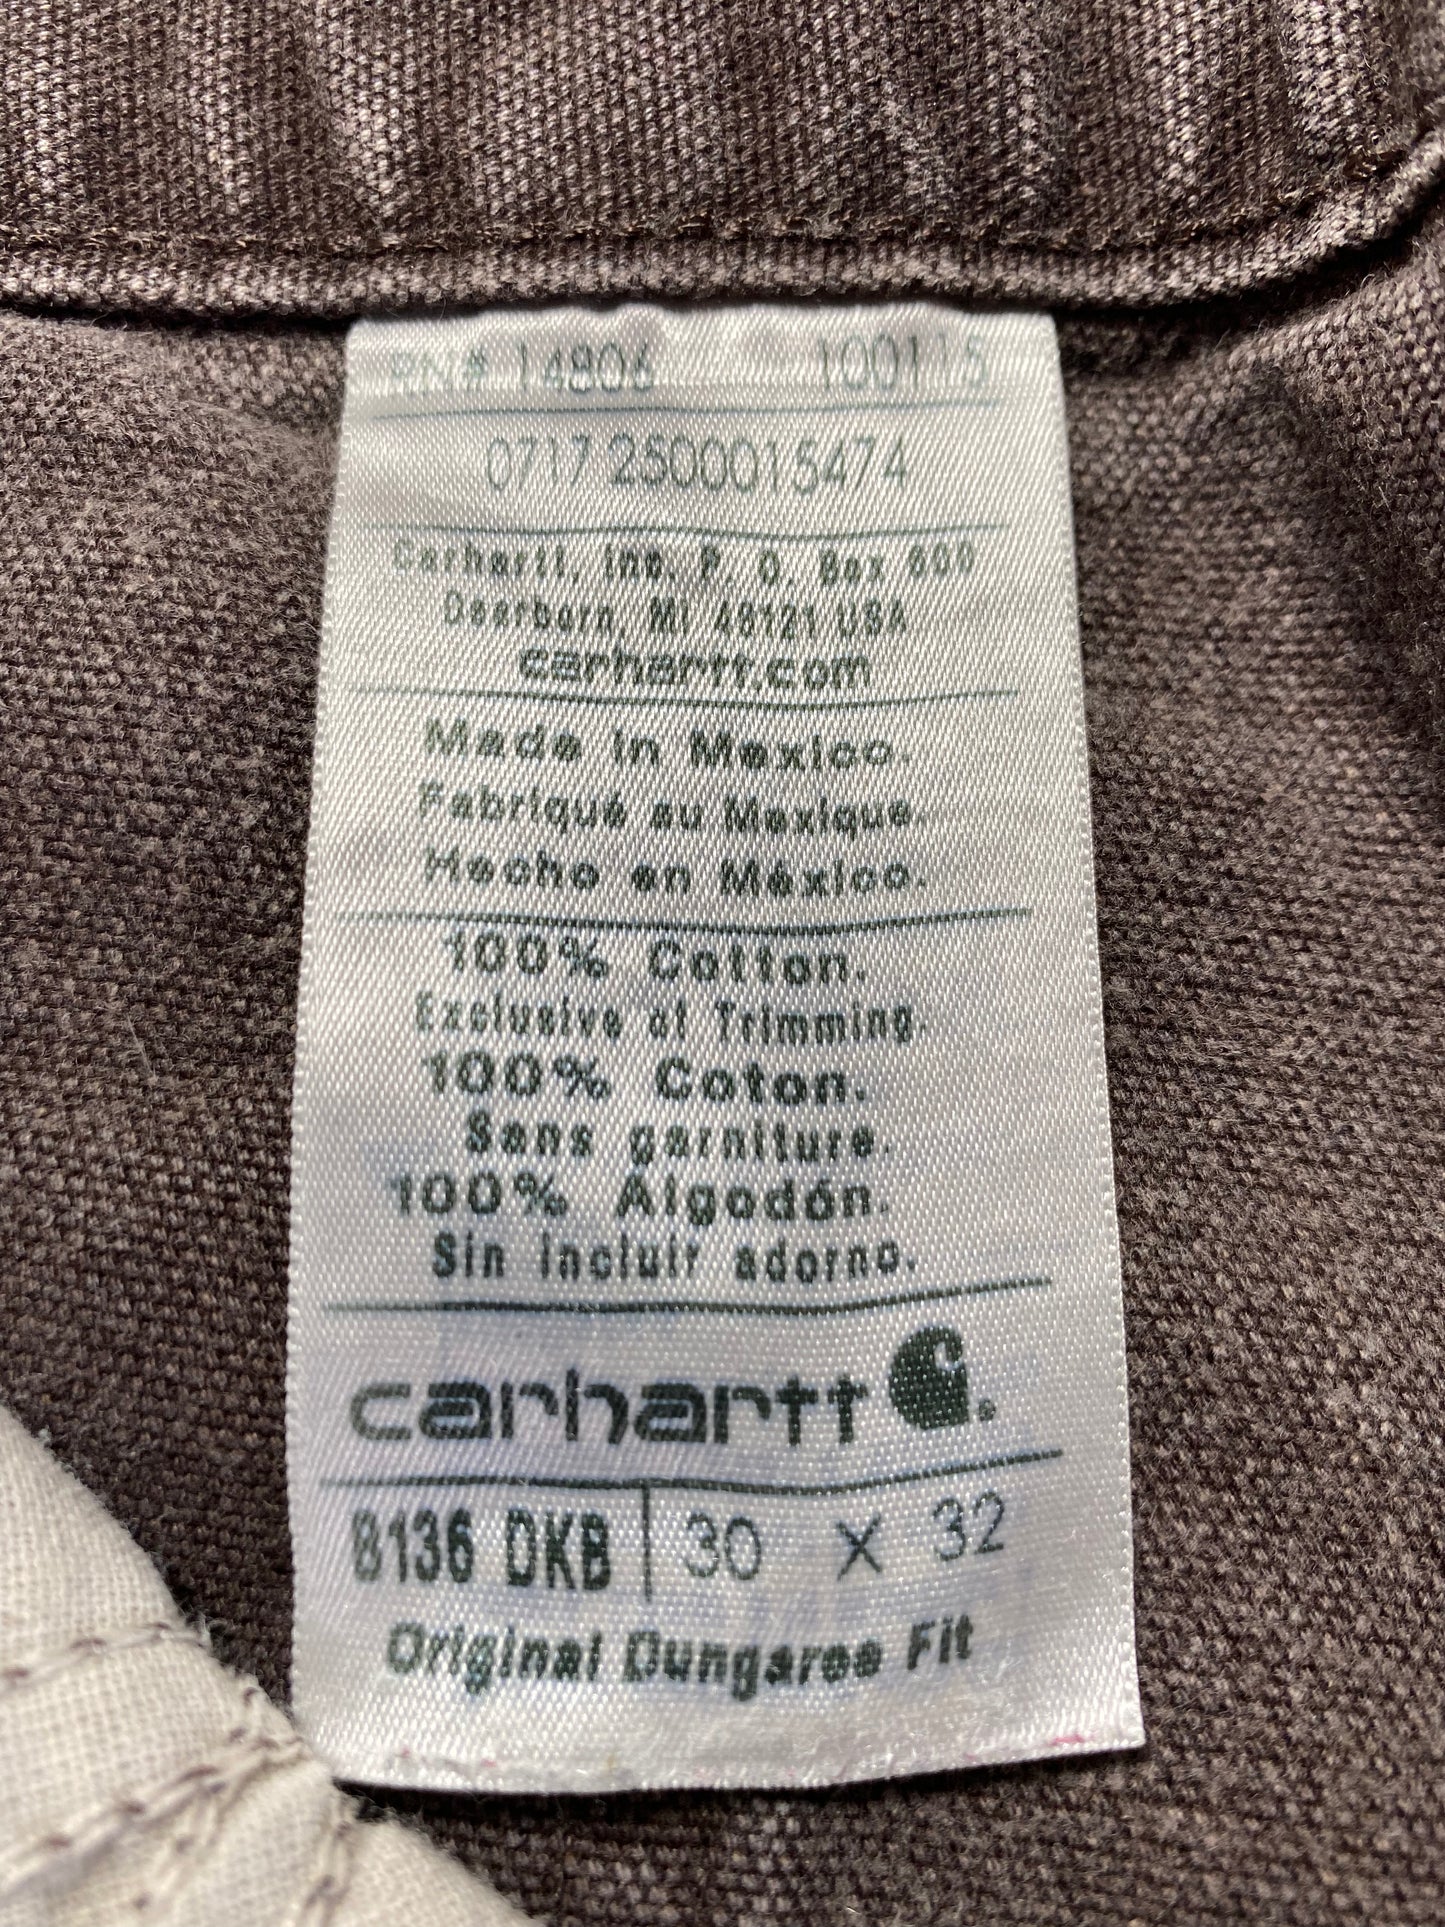 RN# 14806 100115
0717 2500015474
Carhartt, Inc. P. O. Box 600
Dearborn, MI 48121 USA
carhartt.com
Made in Mexico.
Fabriqué au Mexique.
Hecho en México.
100% Cotton.
Exclusive of Trimming.
100% Coton.
Sans garniture.
100% Algodón.
Sin incluir adorno.
carhartt
B136 DKB | 30 X 32
Original Dungaree Fit